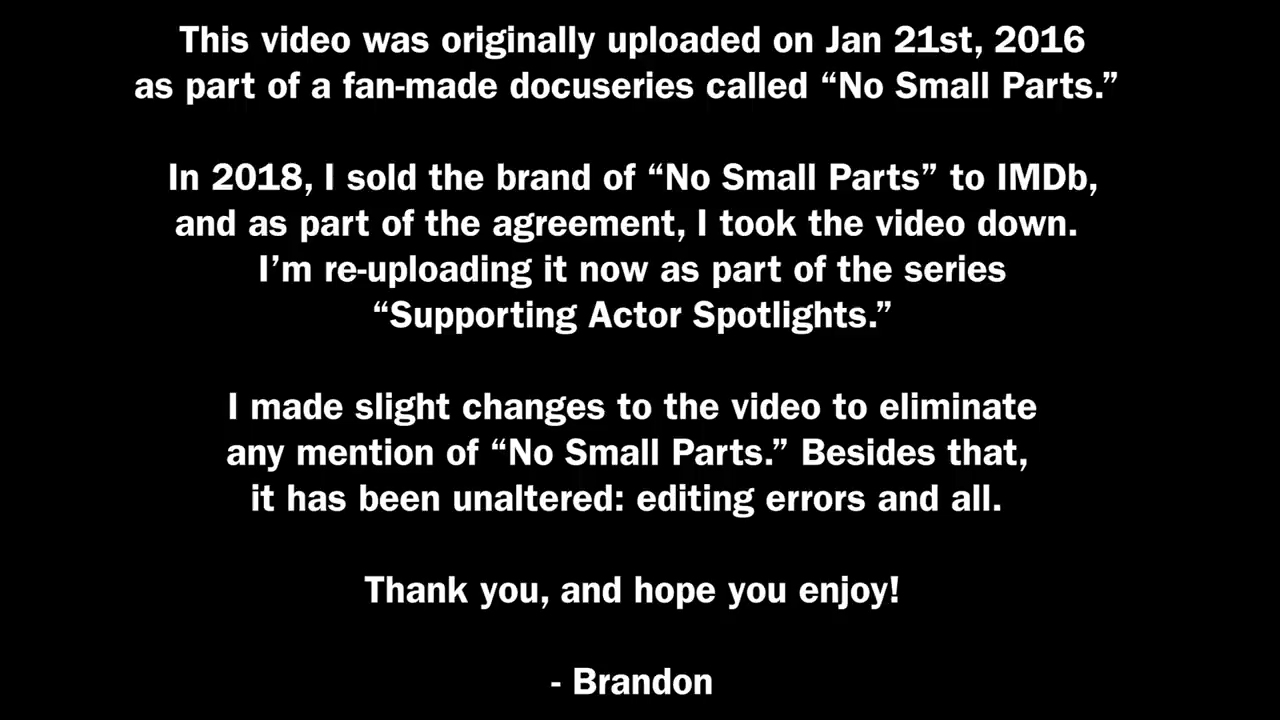 This video was originally uploaded on Jan 21st, 2016
as part of a fan-made docuseries called “No Small Parts.”
In 2018, I sold the brand of “No Small Parts” to IMDb,
and as part of the agreement, I took the video down.
I’m re-uploading it now as part of the series
“Supporting Actor Spotlights.”
I made slight changes to the video to eliminate
any mention of “No Small Parts.” Besides that,
it has been unaltered: editing errors and all.
Thank you, and hope you enjoy!
- Brandon